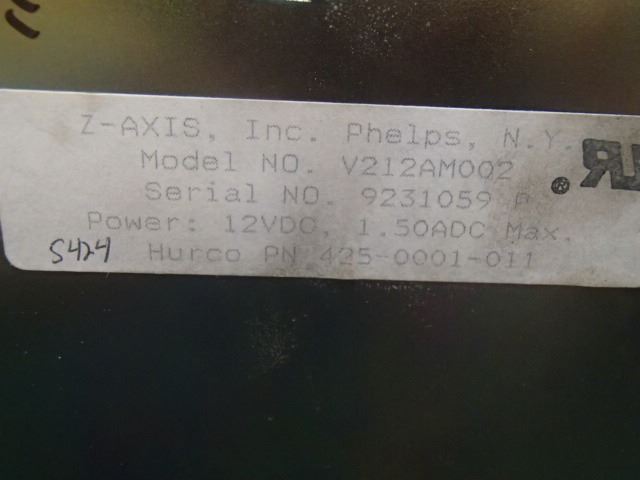 Z-AXIS, Inc. Phelps, N.Y.
Model NO. V212AM002
Serial NO. 9231059
Power: 12VDC, 1.50ADC Max.
S424 Hurco PN 425-0001-011
®